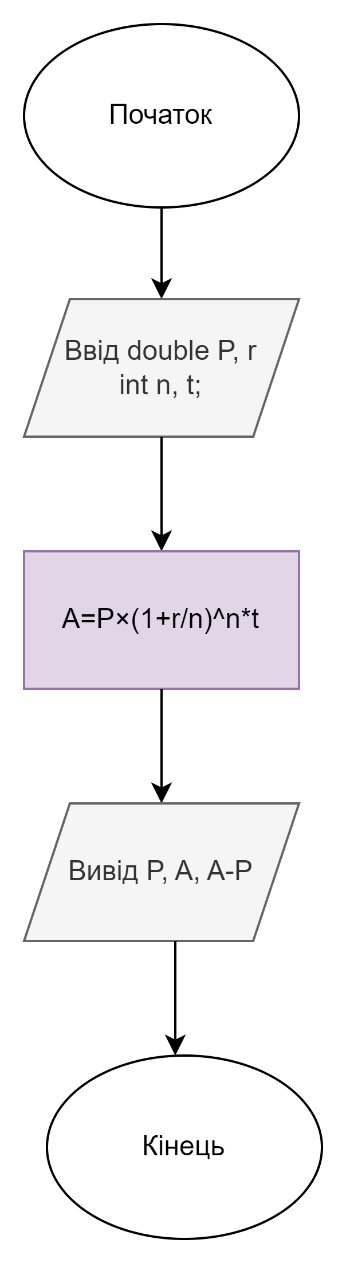 Початок
Ввід double P, r
int n, t;
A=P×(1+r/n)^n*t
Вивід P, A, A-P
Кінець